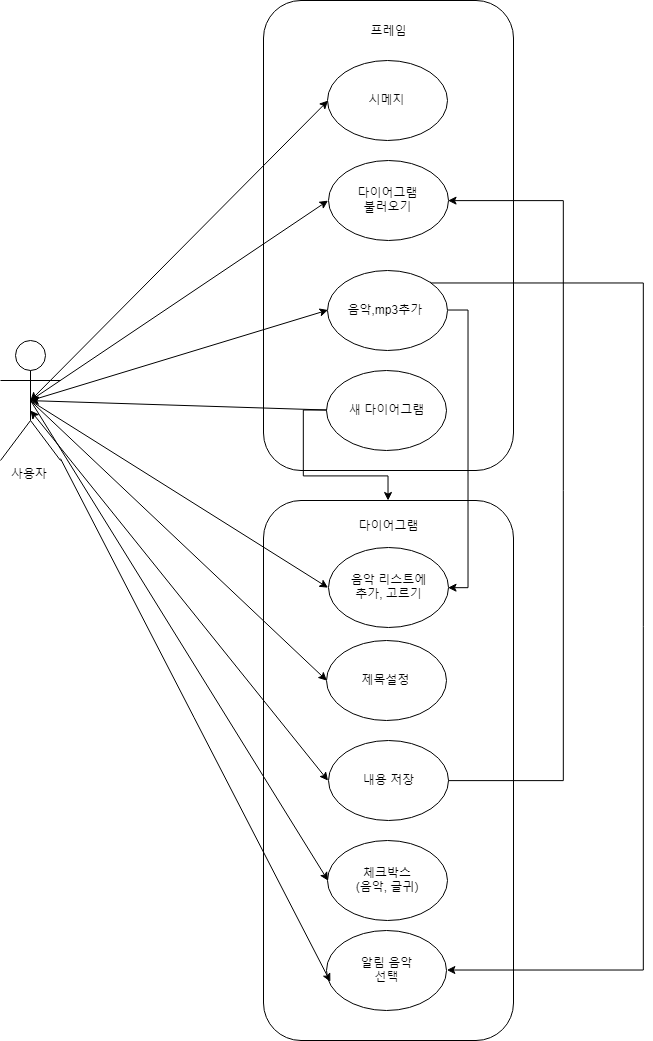 프레임
시메지
다이어그램
불러오기
음악,mp3추가
새 다이어그램
사용자
다이어그램
음악 리스트에
추가, 고르기
제목설정
내용 저장
체크박스
(음악, 글귀)
알림 음악
선택